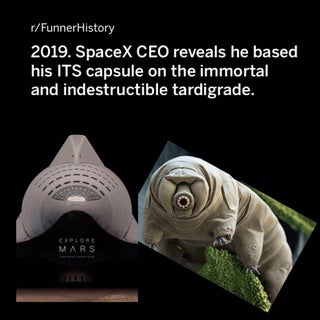 r/FunnerHistory
2019. SpaceX CEO reveals he based
his ITS capsule on the immortal
and indestructible tardigrade.
EXPLORE
MARS